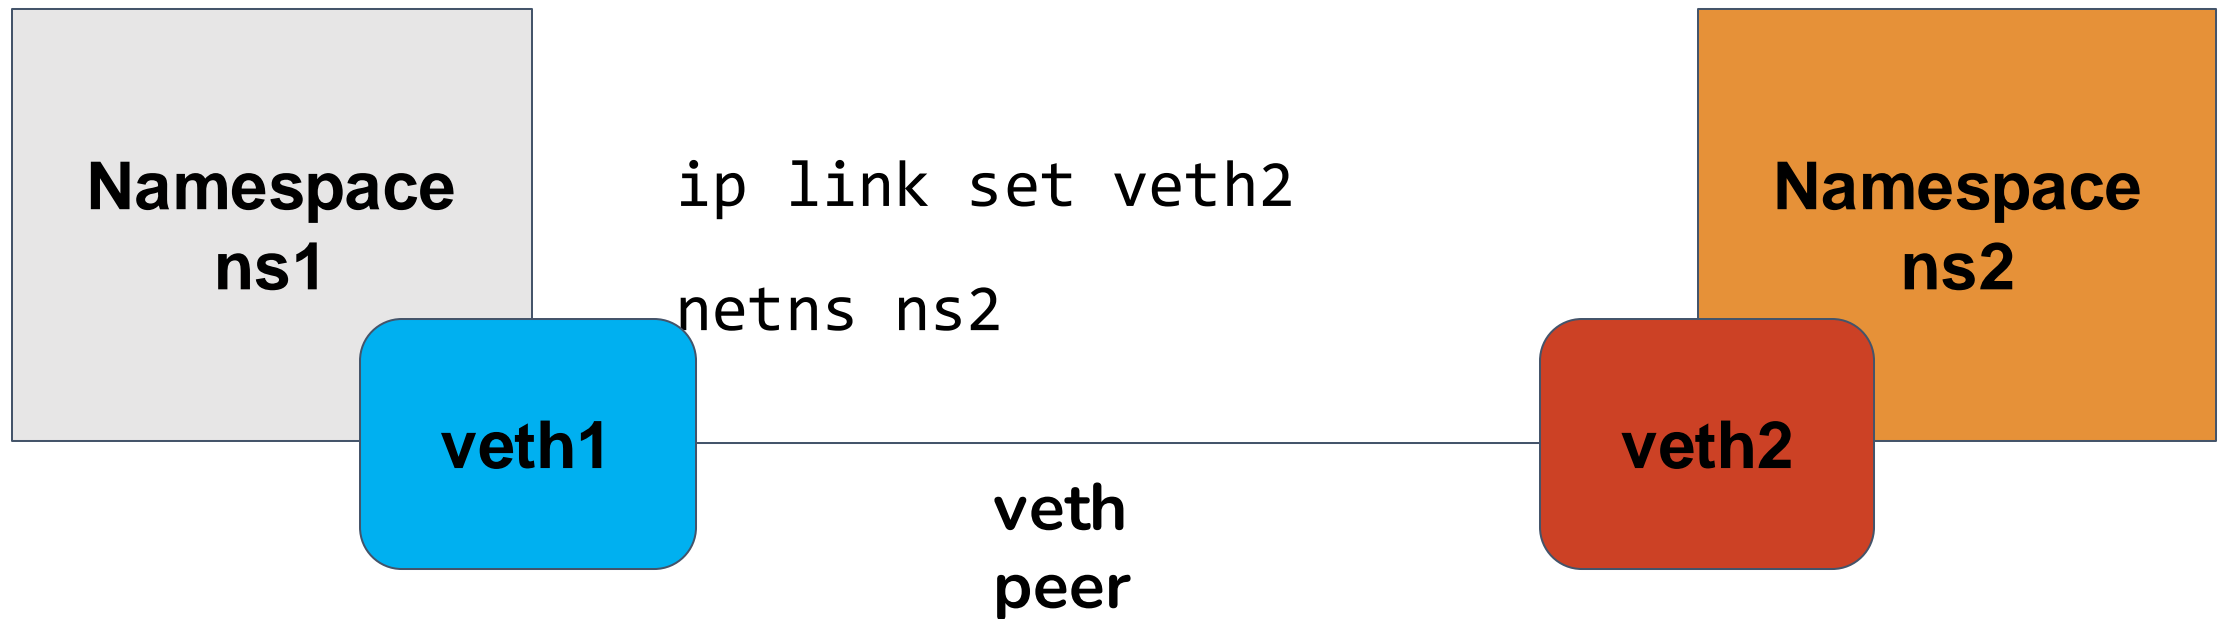 Namespace
ns1
ip link set veth2
netns ns2
Namespace
ns2
veth1
veth2
veth
peer